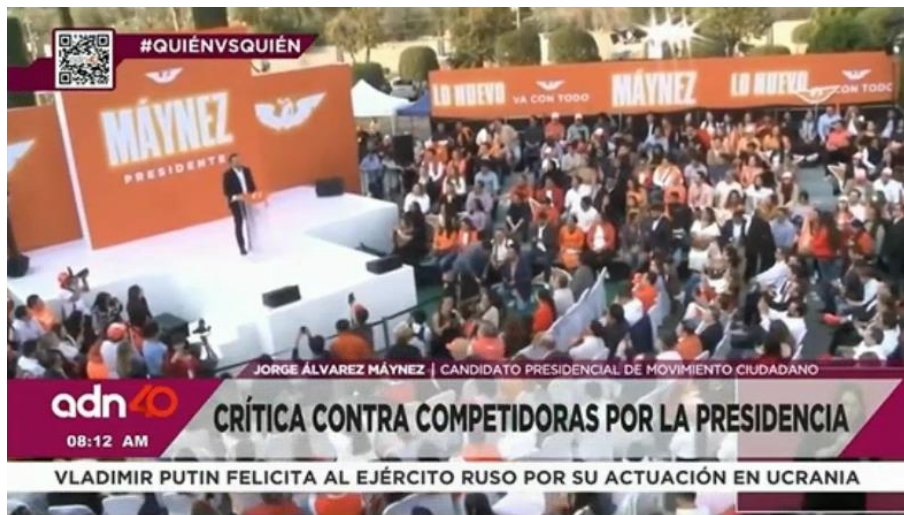 #QUIÉNVSQUIÉN
MÁYNEZ
PRESIDENTE
LO NUEVO VA CON TODO MÁYNEZ LO NUEVO VA CON TODO
JORGE ÁLVAREZ MÁYNEZ | CANDIDATO PRESIDENCIAL DE MOVIMIENTO CIUDADANO
adn40
CRÍTICA CONTRA COMPETIDORAS POR LA PRESIDENCIA
08:12 AM
VLADIMIR PUTIN FELICITA AL EJÉRCITO RUSO POR SU ACTUACIÓN EN UCRANIA